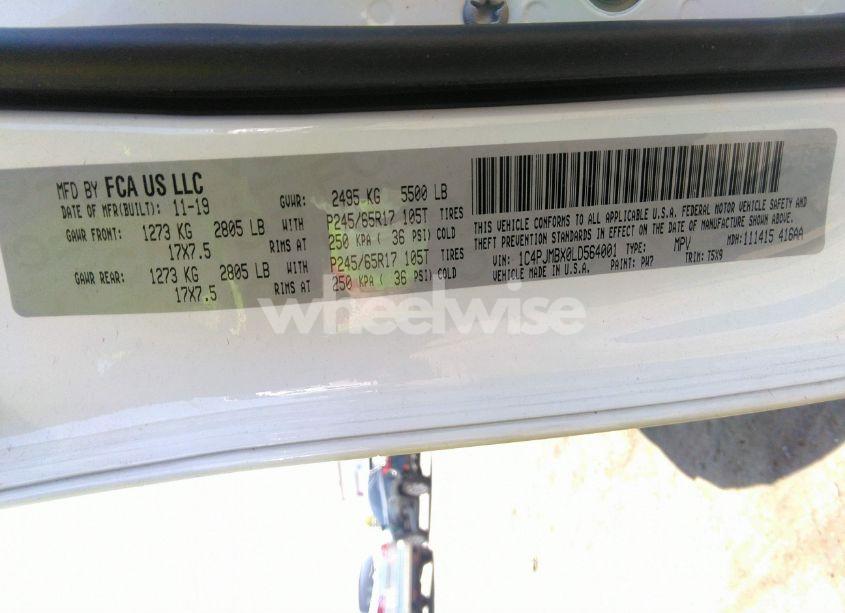 MFD BY FCA US LLC
DATE OF MFR(BUILT): 11-19 GVWR: 2495 KG 5500 LB
GAWR FRONT: 1273 KG 2805 LB WITH P245/65R17 105T TIRES
17X7.5 RIMS AT 250 KPA ( 36 PSI) COLD
GAWR REAR: 1273 KG 2805 LB WITH P245/65R17 105T TIRES
17X7.5 RIMS AT 250 KPA ( 36 PSI) COLD
THIS VEHICLE CONFORMS TO ALL APPLICABLE U.S.A. FEDERAL MOTOR VEHICLE SAFETY AND
THEFT PREVENTION STANDARDS IN EFFECT ON THE DATE OF MANUFACTURE SHOWN ABOVE.
VIN: 1C4PJMBX0LD564001 TYPE: MPV MDH: 111415 416AA
VEHICLE MADE IN U.S.A. PAINT: PW7 TRIM: T5X9
wheelwise